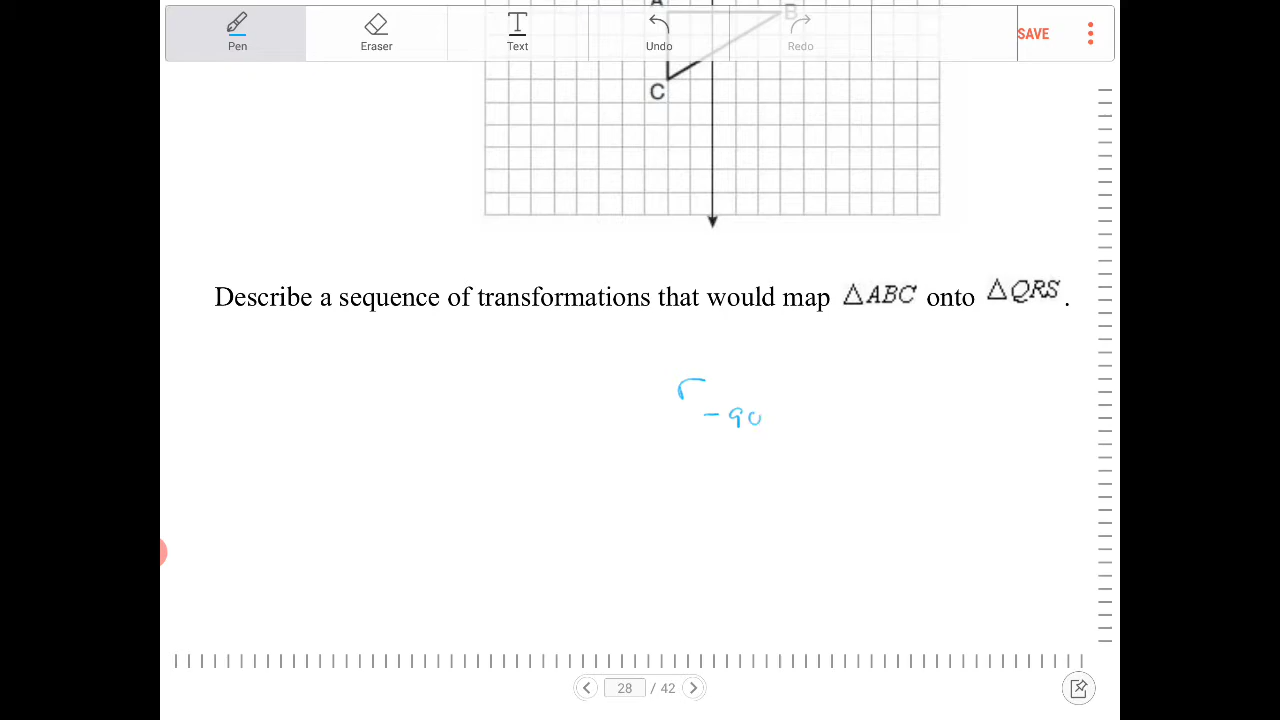 A
B
Pen
Eraser
Text
Undo
Redo
SAVE
C
Describe a sequence of transformations that would map △ABC onto △QRS.
r
-90
28 / 42